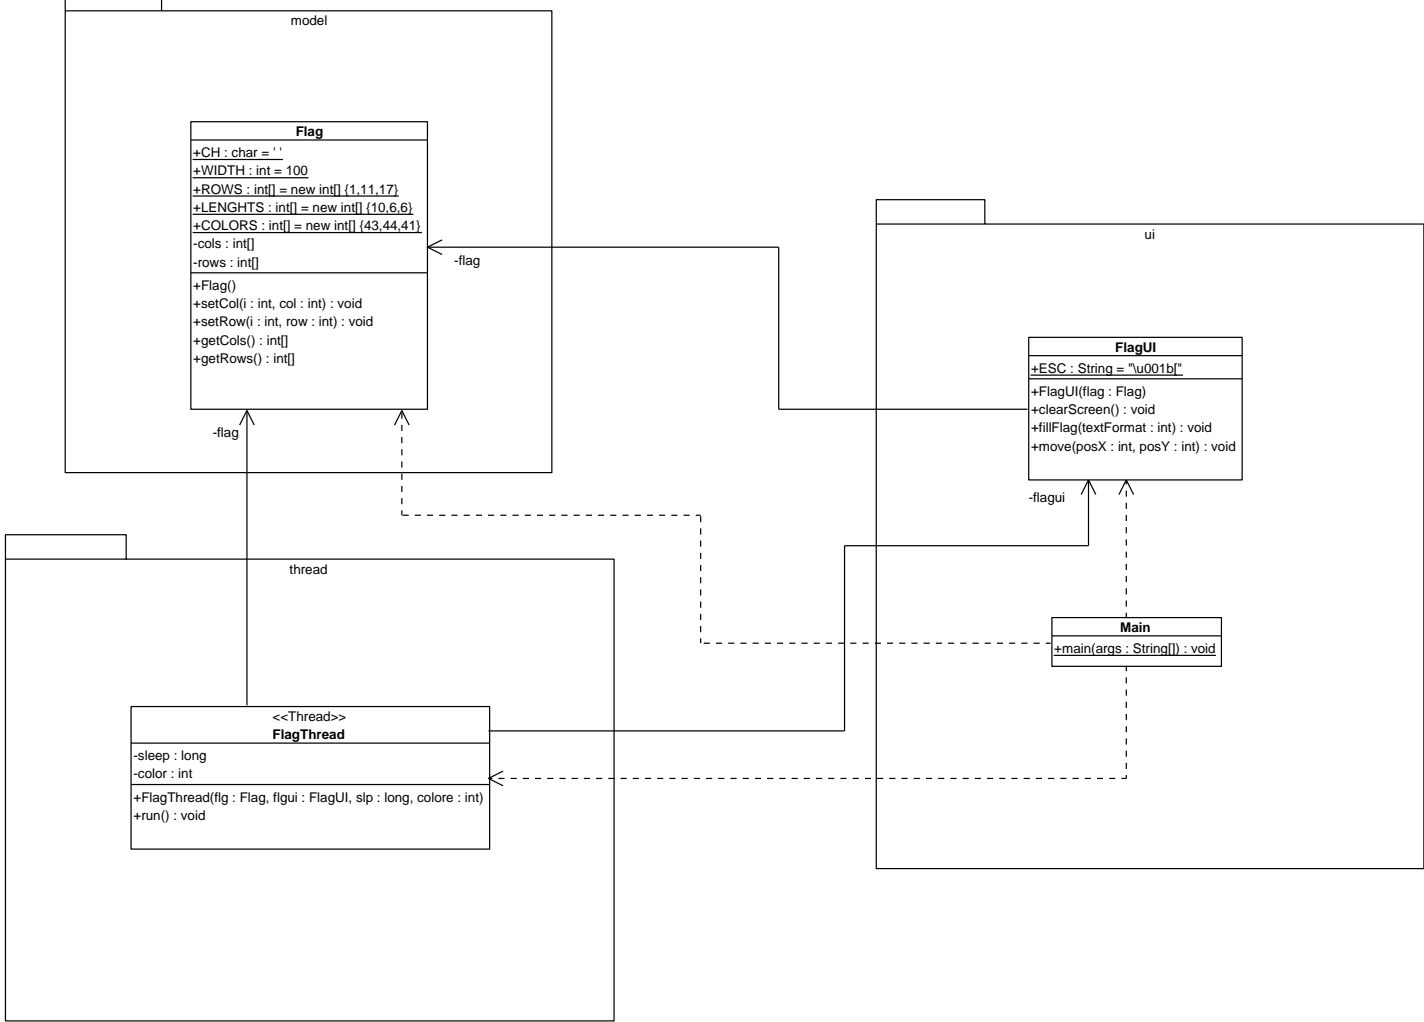 model
Flag
+CH : char = ' '
+WIDTH : int = 100
+ROWS : int[] = new int[] {1,11,17}
+LENGHTS : int[] = new int[] {10,6,6}
+COLORS : int[] = new int[] {43,44,41}
-cols : int[]
-rows : int[]
+Flag()
+setCol(i : int, col : int) : void
+setRow(i : int, row : int) : void
+getCols() : int[]
+getRows() : int[]
-flag
-flag
ui
FlagUI
+ESC : String = "\u001b["
+FlagUI(flag : Flag)
+clearScreen() : void
+fillFlag(textFormat : int) : void
+move(posX : int, posY : int) : void
-flagui
Main
+main(args : String[]) : void
thread
<<Thread>>
FlagThread
-sleep : long
-color : int
+FlagThread(flg : Flag, flgui : FlagUI, slp : long, colore : int)
+run() : void